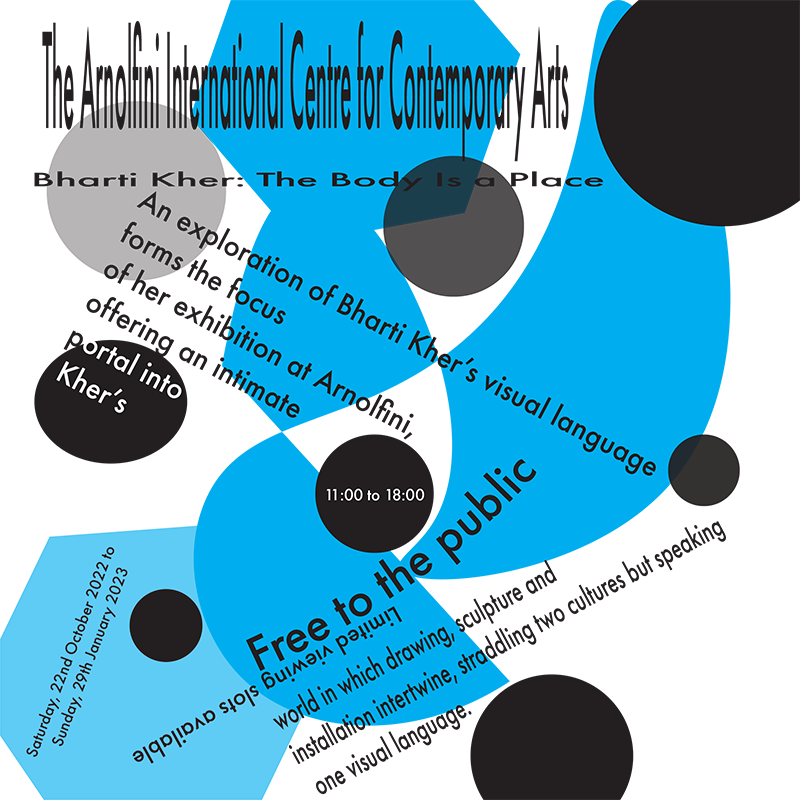 The Arnolfini International Centre for Contemporary Arts
Bharti Kher: The Body Is a Place
An exploration of Bharti Kher's visual language
forms the focus
of her exhibition at Arnolfini,
offering an intimate
portal into
Kher's
11:00 to 18:00
Free to the public
Limited viewing slots available
world in which drawing, sculpture and
installation intertwine, straddling two cultures but speaking
one visual language.
Saturday, 22nd October 2022 to
Sunday, 29th January 2023